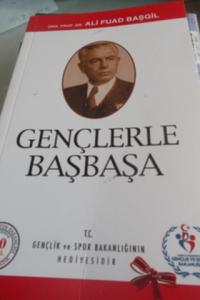 ORD. PROF. DR. ALİ FUAD BAŞGİL
GENÇLERLE
BAŞBAŞA
T.C.
GENÇLİK ve SPOR BAKANLIĞININ
HEDİYESİDİR